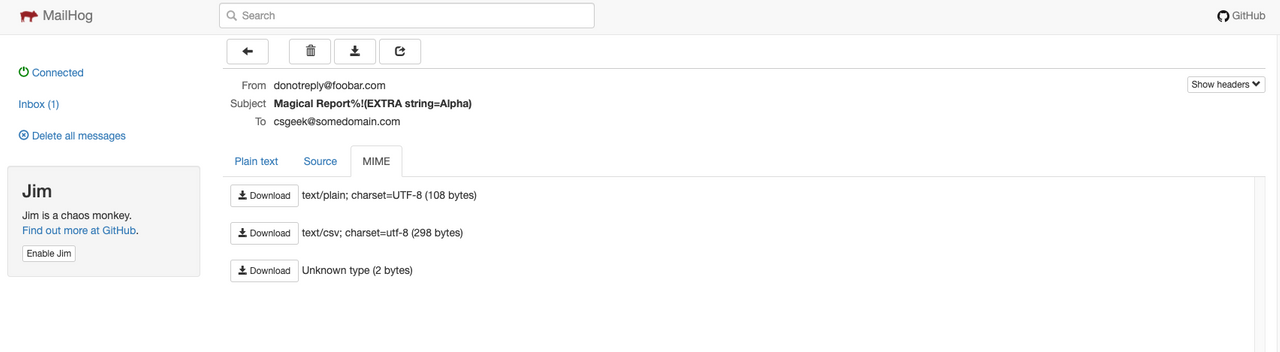 MailHog
Search
GitHub
Connected
Inbox (1)
Delete all messages
Jim
Jim is a chaos monkey.
Find out more at GitHub.
Enable Jim
From donotreply@foobar.com
Show headers
Subject Magical Report%!(EXTRA string=Alpha)
To csgeek@somedomain.com
Plain text Source MIME
Download text/plain; charset=UTF-8 (108 bytes)
Download text/csv; charset=utf-8 (298 bytes)
Download Unknown type (2 bytes)